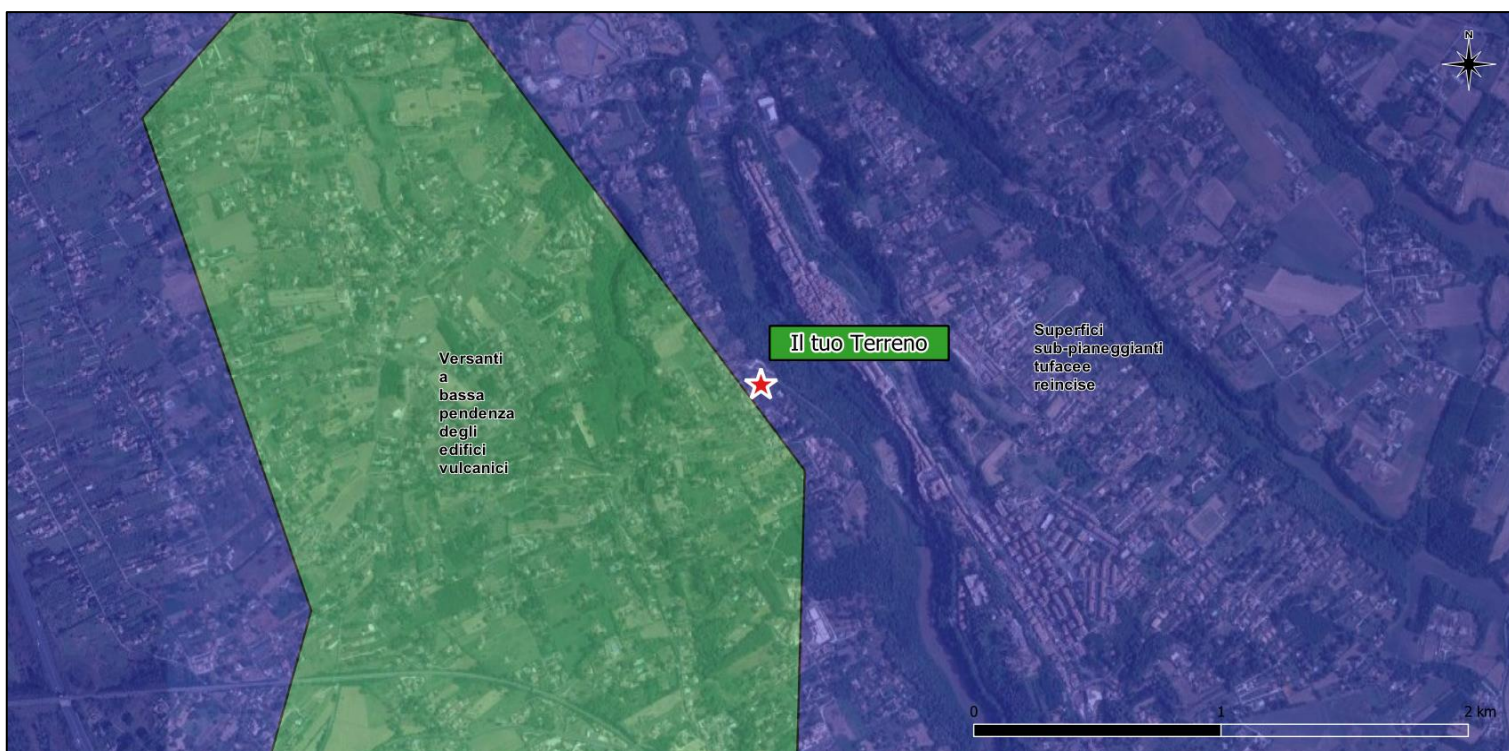 N
Il tuo Terreno
Superfici
sub-pianeggianti
tufacee
reincise
Versanti
a
bassa
pendenza
degli
edifici
vulcanici
0 1 2 km